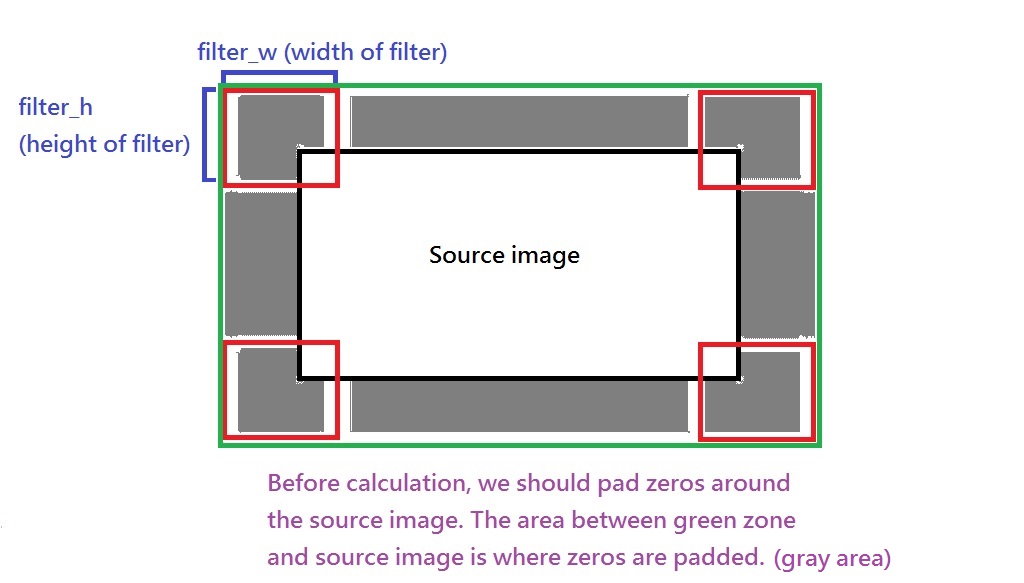 filter_w (width of filter)
filter_h
(height of filter)
Source image
Before calculation, we should pad zeros around
the source image. The area between green zone
and source image is where zeros are padded. (gray area)